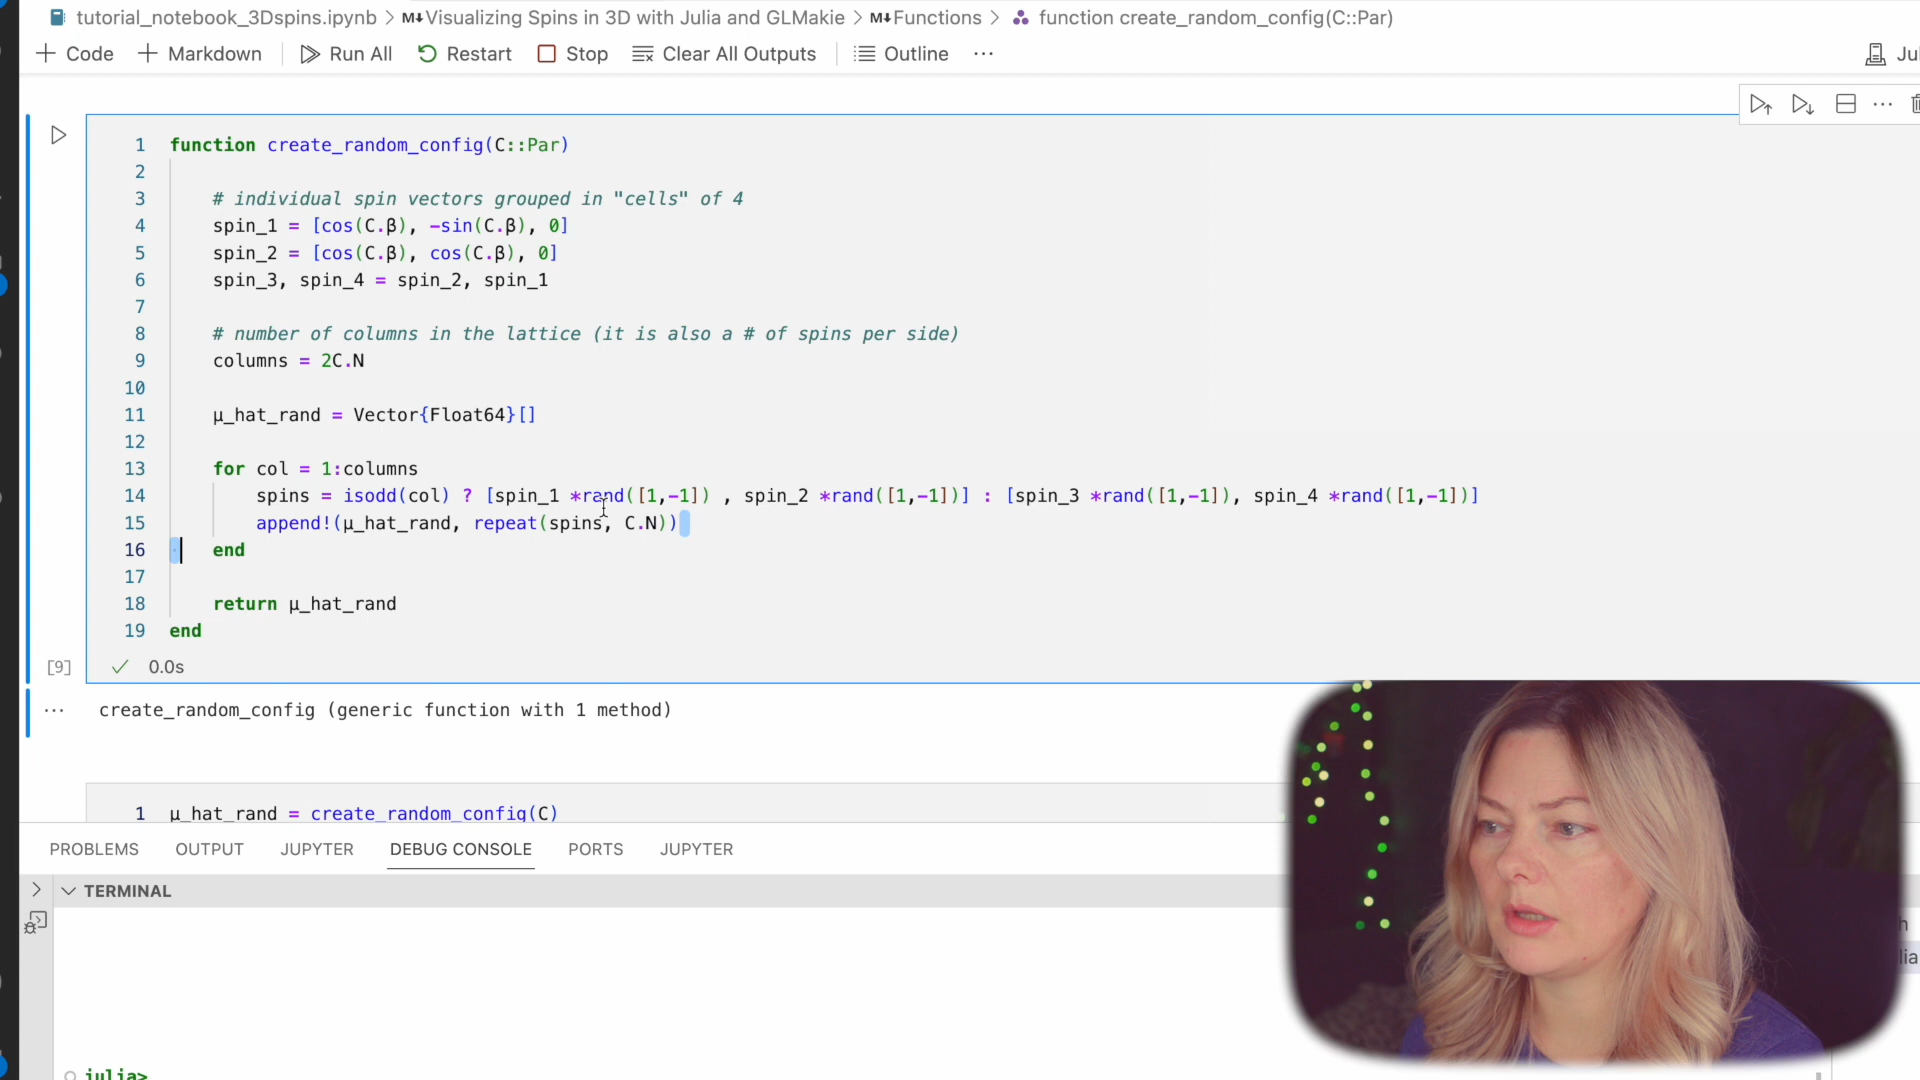 tutorial_notebook_3Dspins.ipynb > M↓Visualizing Spins in 3D with Julia and GLMakie > M↓Functions > function create_random_config(C::Par)
+ Code + Markdown Run All Restart Stop Clear All Outputs Outline ···
1 function create_random_config(C::Par)
2
3 # individual spin vectors grouped in "cells" of 4
4 spin_1 = [cos(C.β), -sin(C.β), 0]
5 spin_2 = [cos(C.β), cos(C.β), 0]
6 spin_3, spin_4 = spin_2, spin_1
7
8 # number of columns in the lattice (it is also a # of spins per side)
9 columns = 2C.N
10
11 μ_hat_rand = Vector{Float64}[]
12
13 for col = 1:columns
14 spins = isodd(col) ? [spin_1 *rand([1,-1]) , spin_2 *rand([1,-1])] : [spin_3 *rand([1,-1]), spin_4 *rand([1,-1])]
15 append!(μ_hat_rand, repeat(spins, C.N))
16 end
17
18 return μ_hat_rand
19 end
[9] ✓ 0.0s
··· create_random_config (generic function with 1 method)
1 μ_hat_rand = create_random_config(C)
PROBLEMS OUTPUT JUPYTER DEBUG CONSOLE PORTS JUPYTER
TERMINAL
julia>